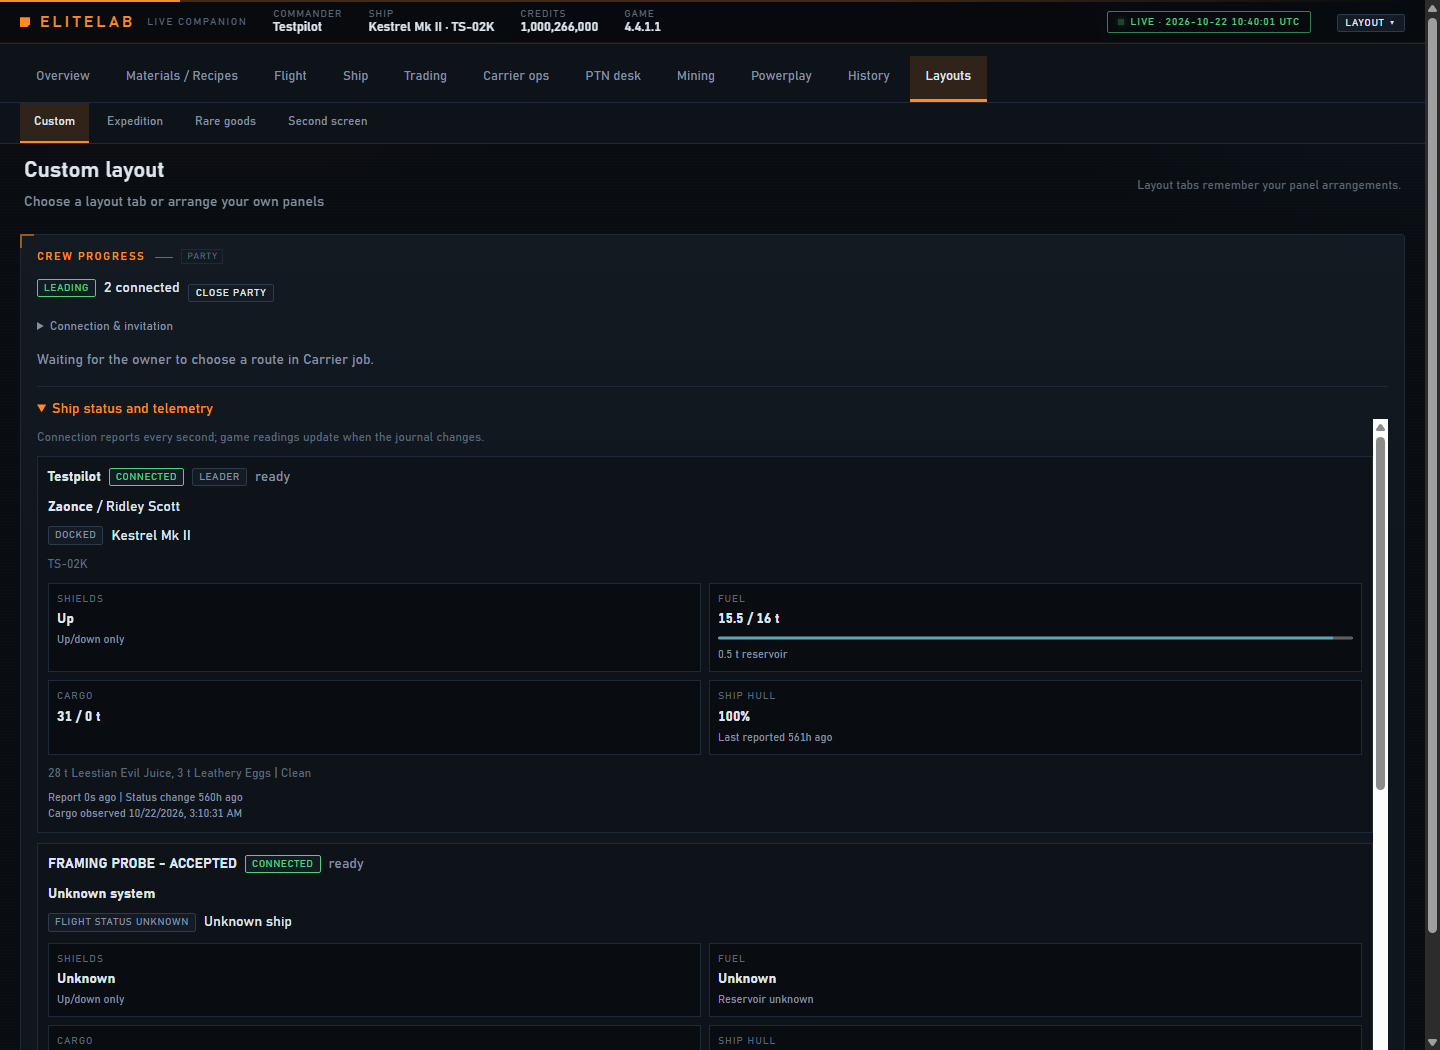 ELITELAB LIVE COMPANION
COMMANDER
Testpilot
SHIP
Kestrel Mk II · TS-02K
CREDITS
1,000,266,000
GAME
4.4.1.1
LIVE · 2026-10-22 10:40:01 UTC
LAYOUT ▾
Overview Materials / Recipes Flight Ship Trading Carrier ops PTN desk Mining Powerplay History Layouts
Custom Expedition Rare goods Second screen
Custom layout
Choose a layout tab or arrange your own panels
Layout tabs remember your panel arrangements.
CREW PROGRESS — PARTY
LEADING 2 connected CLOSE PARTY
▶ Connection & invitation
Waiting for the owner to choose a route in Carrier job.
▼ Ship status and telemetry
Connection reports every second; game readings update when the journal changes.
Testpilot CONNECTED LEADER ready
Zaonce / Ridley Scott
DOCKED Kestrel Mk II
TS-02K
SHIELDS
Up
Up/down only
FUEL
15.5 / 16 t
0.5 t reservoir
CARGO
31 / 0 t
SHIP HULL
100%
Last reported 561h ago
28 t Leestian Evil Juice, 3 t Leathery Eggs | Clean
Report 0s ago | Status change 560h ago
Cargo observed 10/22/2026, 3:10:31 AM
FRAMING PROBE - ACCEPTED CONNECTED ready
Unknown system
FLIGHT STATUS UNKNOWN Unknown ship
SHIELDS
Unknown
Up/down only
FUEL
Unknown
Reservoir unknown
CARGO
SHIP HULL